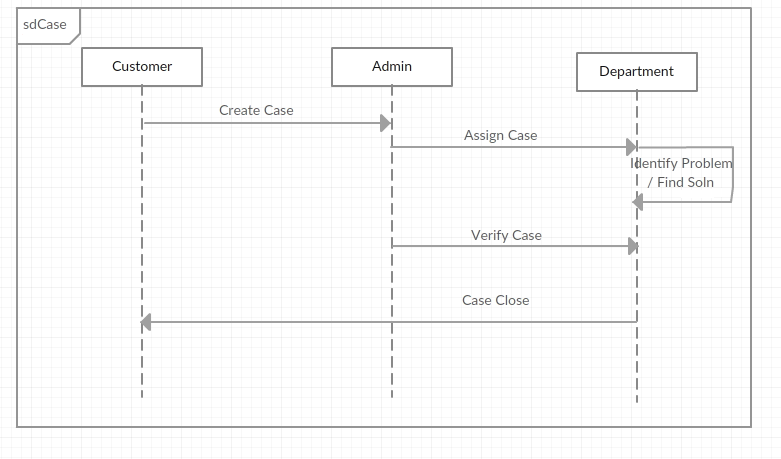 sdCase
Customer
Admin
Department
Create Case
Assign Case
Identify Problem
/ Find Soln
Verify Case
Case Close